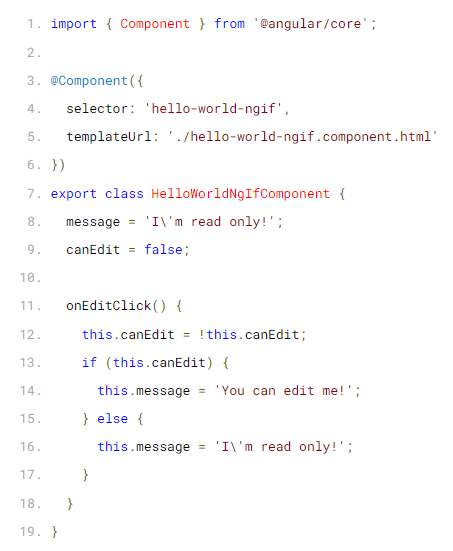 1. import { Component } from '@angular/core';
2.
3. @Component({
4.   selector: 'hello-world-ngif',
5.   templateUrl: './hello-world-ngif.component.html'
6. })
7. export class HelloWorldNgIfComponent {
8.   message = 'I\'m read only!';
9.   canEdit = false;
10.
11.   onEditClick() {
12.     this.canEdit = !this.canEdit;
13.     if (this.canEdit) {
14.       this.message = 'You can edit me!';
15.     } else {
16.       this.message = 'I\'m read only!';
17.     }
18.   }
19. }